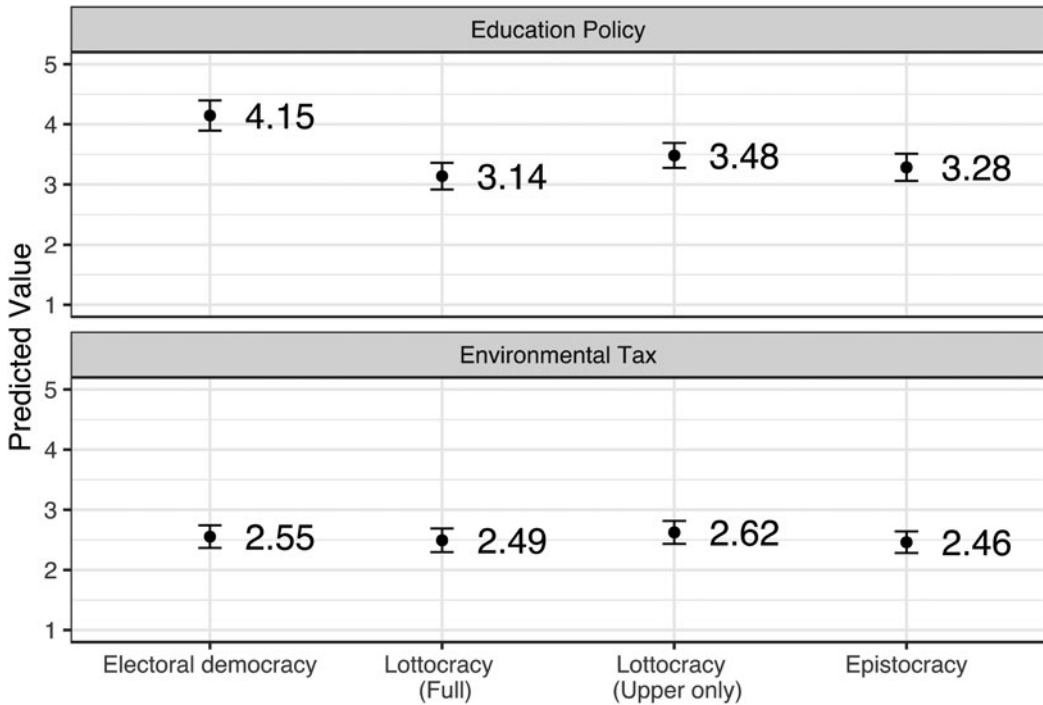 Education Policy
5
4
3
2
1
4.15
3.14
3.48
3.28
Predicted Value
Environmental Tax
5
4
3
2
1
2.55
2.49
2.62
2.46
Electoral democracy
Lottocracy
(Full)
Lottocracy
(Upper only)
Epistocracy